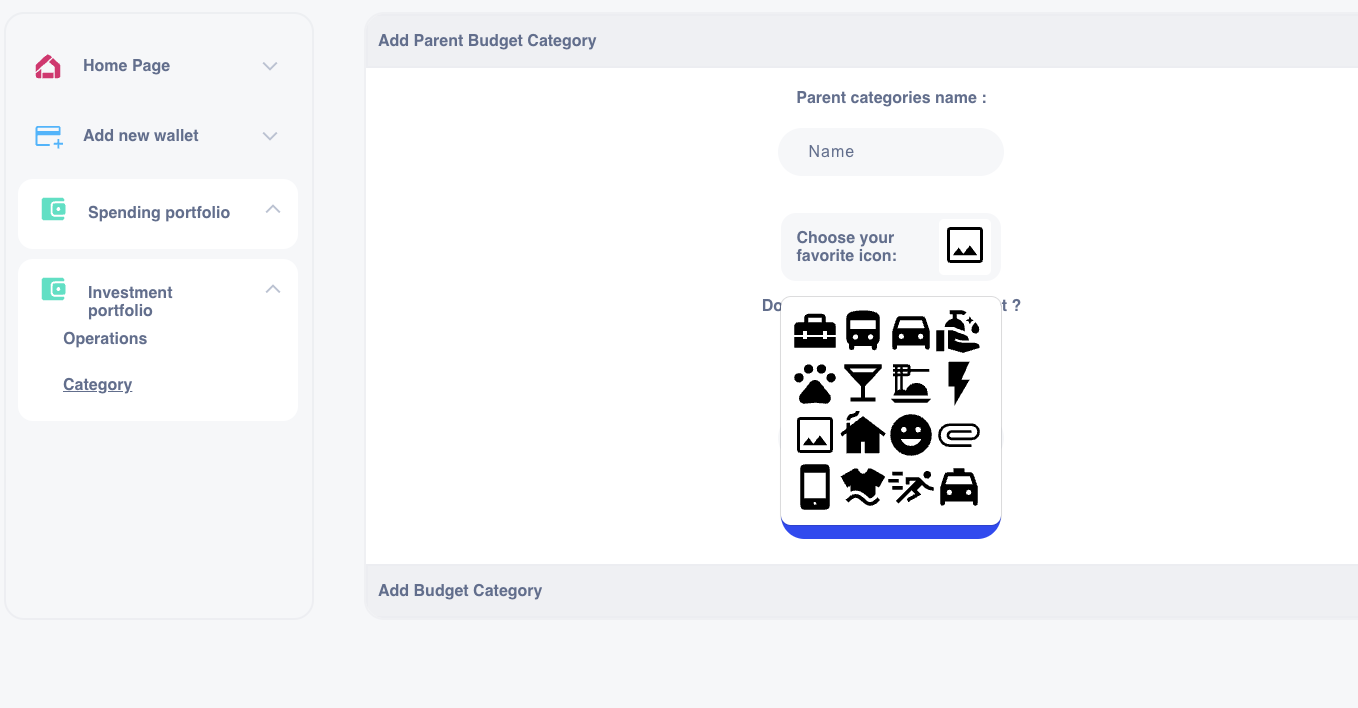 Home Page
Add new wallet
Spending portfolio
Investment
portfolio
Operations
Category
Add Parent Budget Category
Parent categories name :
Name
Choose your
favorite icon:
Do
t ?
Add Budget Category